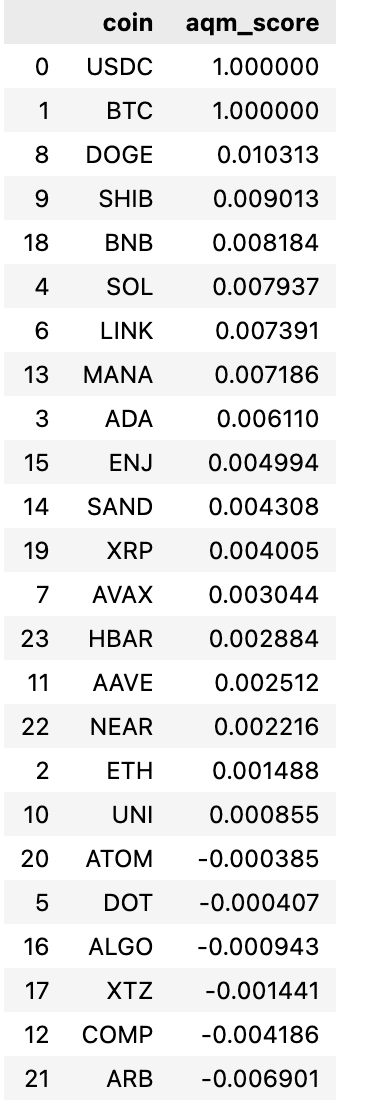 coin aqm_score
0 USDC 1.000000
1 BTC 1.000000
8 DOGE 0.010313
9 SHIB 0.009013
18 BNB 0.008184
4 SOL 0.007937
6 LINK 0.007391
13 MANA 0.007186
3 ADA 0.006110
15 ENJ 0.004994
14 SAND 0.004308
19 XRP 0.004005
7 AVAX 0.003044
23 HBAR 0.002884
11 AAVE 0.002512
22 NEAR 0.002216
2 ETH 0.001488
10 UNI 0.000855
20 ATOM -0.000385
5 DOT -0.000407
16 ALGO -0.000943
17 XTZ -0.001441
12 COMP -0.004186
21 ARB -0.006901